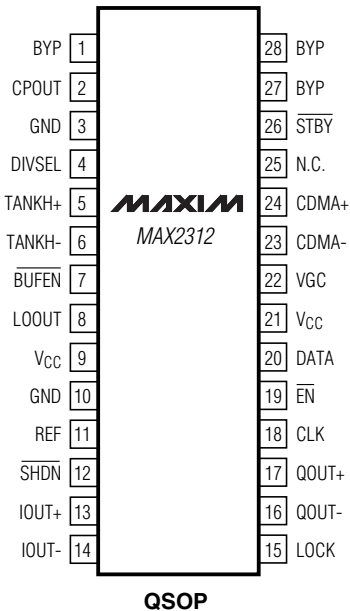 BYP 1
CPOUT 2
GND 3
DIVSEL 4
TANKH+ 5
TANKH- 6
BUFEN 7
LOOUT 8
VCC 9
GND 10
REF 11
SHDN 12
IOUT+ 13
IOUT- 14
MAXIM
MAX2312
28 BYP
27 BYP
26 STBY
25 N.C.
24 CDMA+
23 CDMA-
22 VGC
21 VCC
20 DATA
19 EN
18 CLK
17 QOUT+
16 QOUT-
15 LOCK
QSOP